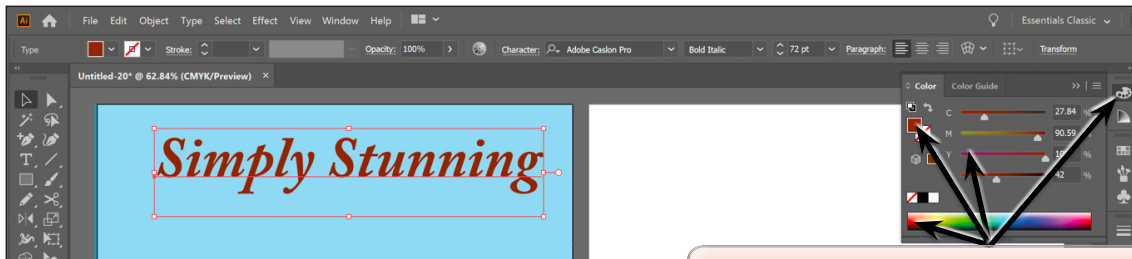 Ai File Edit Object Type Select Effect View Window Help Essentials Classic
Type Stroke: Opacity: 100% Character: Adobe Caslon Pro Bold Italic 72 pt Paragraph: Transform
Untitled-20* @ 62.84% (CMYK/Preview) ×
Color Color Guide
C 27.84 %
M 90.59
Y %
42 %
Simply Stunning
T